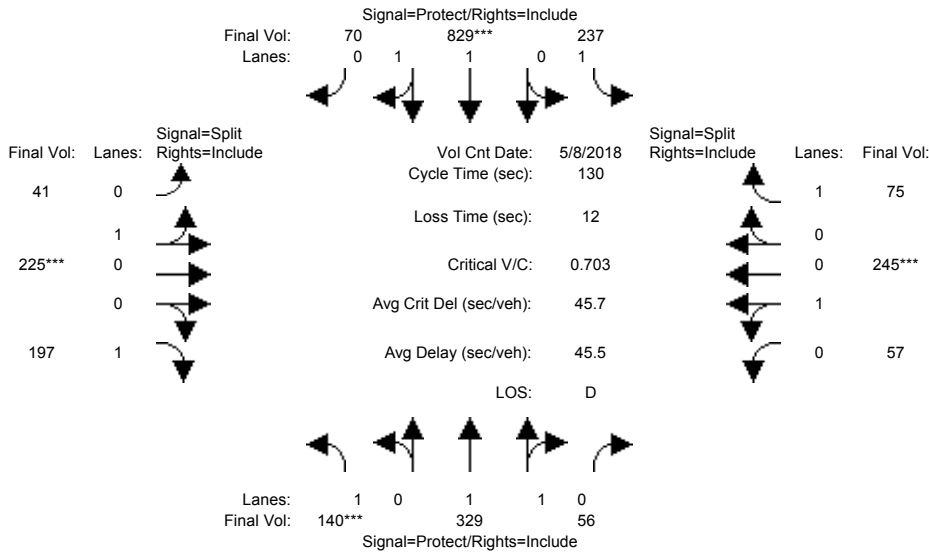 Signal=Protect/Rights=Include
Final Vol: 70 829*** 237
Lanes: 0 1 1 0 1
Signal=Split Signal=Split
Final Vol: Lanes: Rights=Include Vol Cnt Date: 5/8/2018 Rights=Include Lanes: Final Vol:
Cycle Time (sec): 130
41 0 1 75
Loss Time (sec): 12
1 0
225*** 0 Critical V/C: 0.703 0 245***
0 Avg Crit Del (sec/veh): 45.7 1
197 1 Avg Delay (sec/veh): 45.5 0 57
LOS: D
Lanes: 1 0 1 1 0
Final Vol: 140*** 329 56
Signal=Protect/Rights=Include